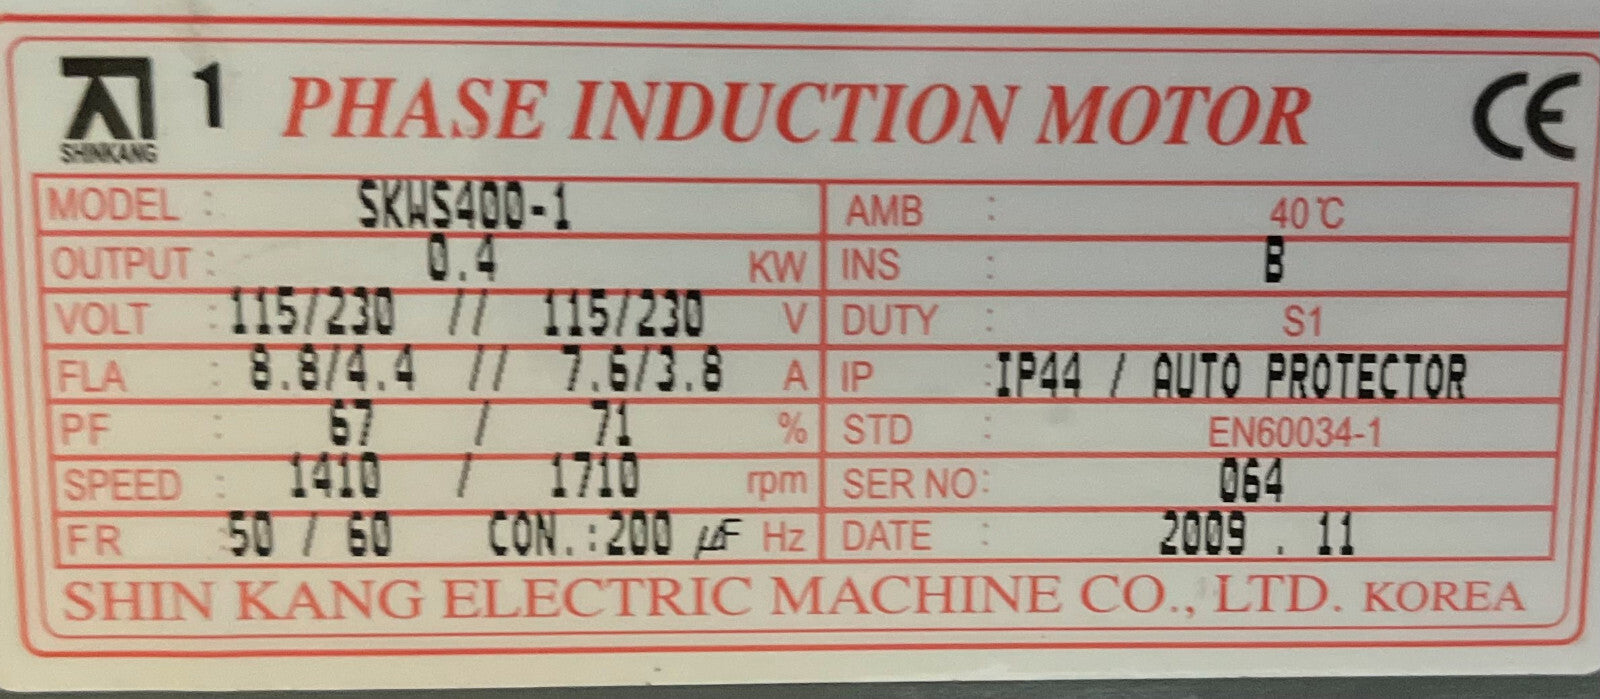 SHINKANG 1 PHASE INDUCTION MOTOR CE
MODEL : SKWS400-1 AMB : 40℃
OUTPUT : 0.4 KW INS : B
VOLT : 115/230 // 115/230 V DUTY : S1
FLA : 8.8/4.4 // 7.6/3.8 A IP : IP44 / AUTO PROTECTOR
PF : 67 / 71 % STD : EN60034-1
SPEED : 1410 / 1710 rpm SER NO : 064
FR : 50 / 60 CON.:200 µF Hz DATE : 2009 . 11
SHIN KANG ELECTRIC MACHINE CO., LTD. KOREA